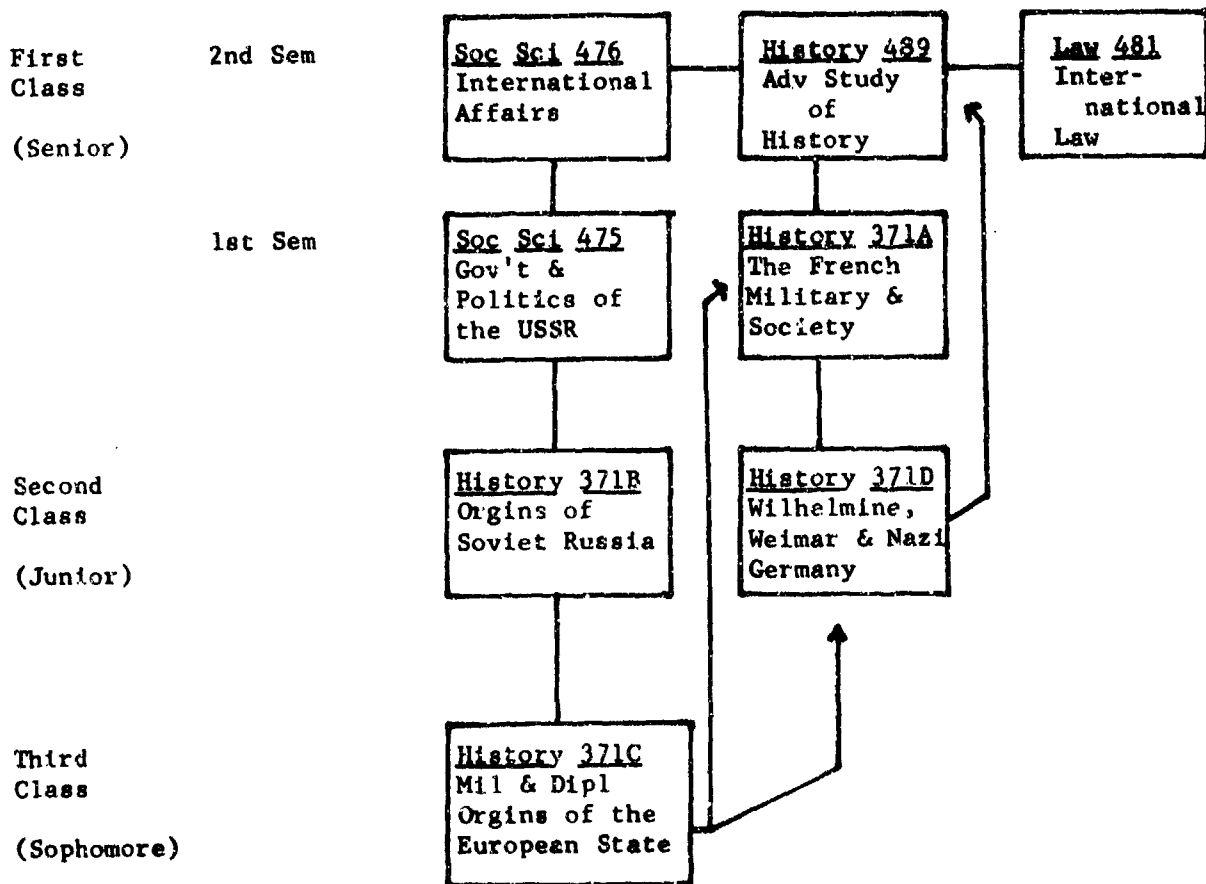 First
Class
(Senior)
2nd Sem
Soc Sci 476
International
Affairs
History 489
Adv Study
of
History
Law 481
Inter-
national
Law
1st Sem
Soc Sci 475
Gov't &
Politics of
the USSR
History 371A
The French
Military &
Society
Second
Class
(Junior)
History 371B
Orgins of
Soviet Russia
History 371D
Wilhelmine,
Weimar & Nazi
Germany
Third
Class
(Sophomore)
History 371C
Mil & Dipl
Orgins of the
European State